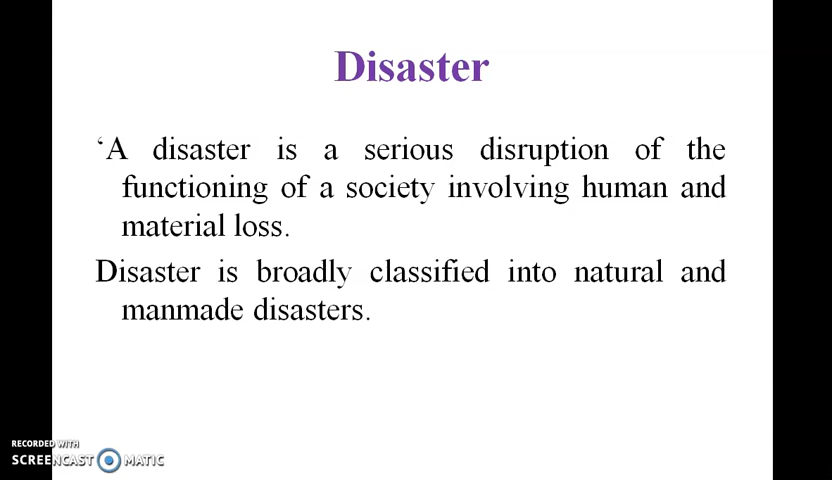 Disaster
‘A disaster is a serious disruption of the
functioning of a society involving human and
material loss.
Disaster is broadly classified into natural and
manmade disasters.
RECORDED WITH
SCREENCAST MATIC